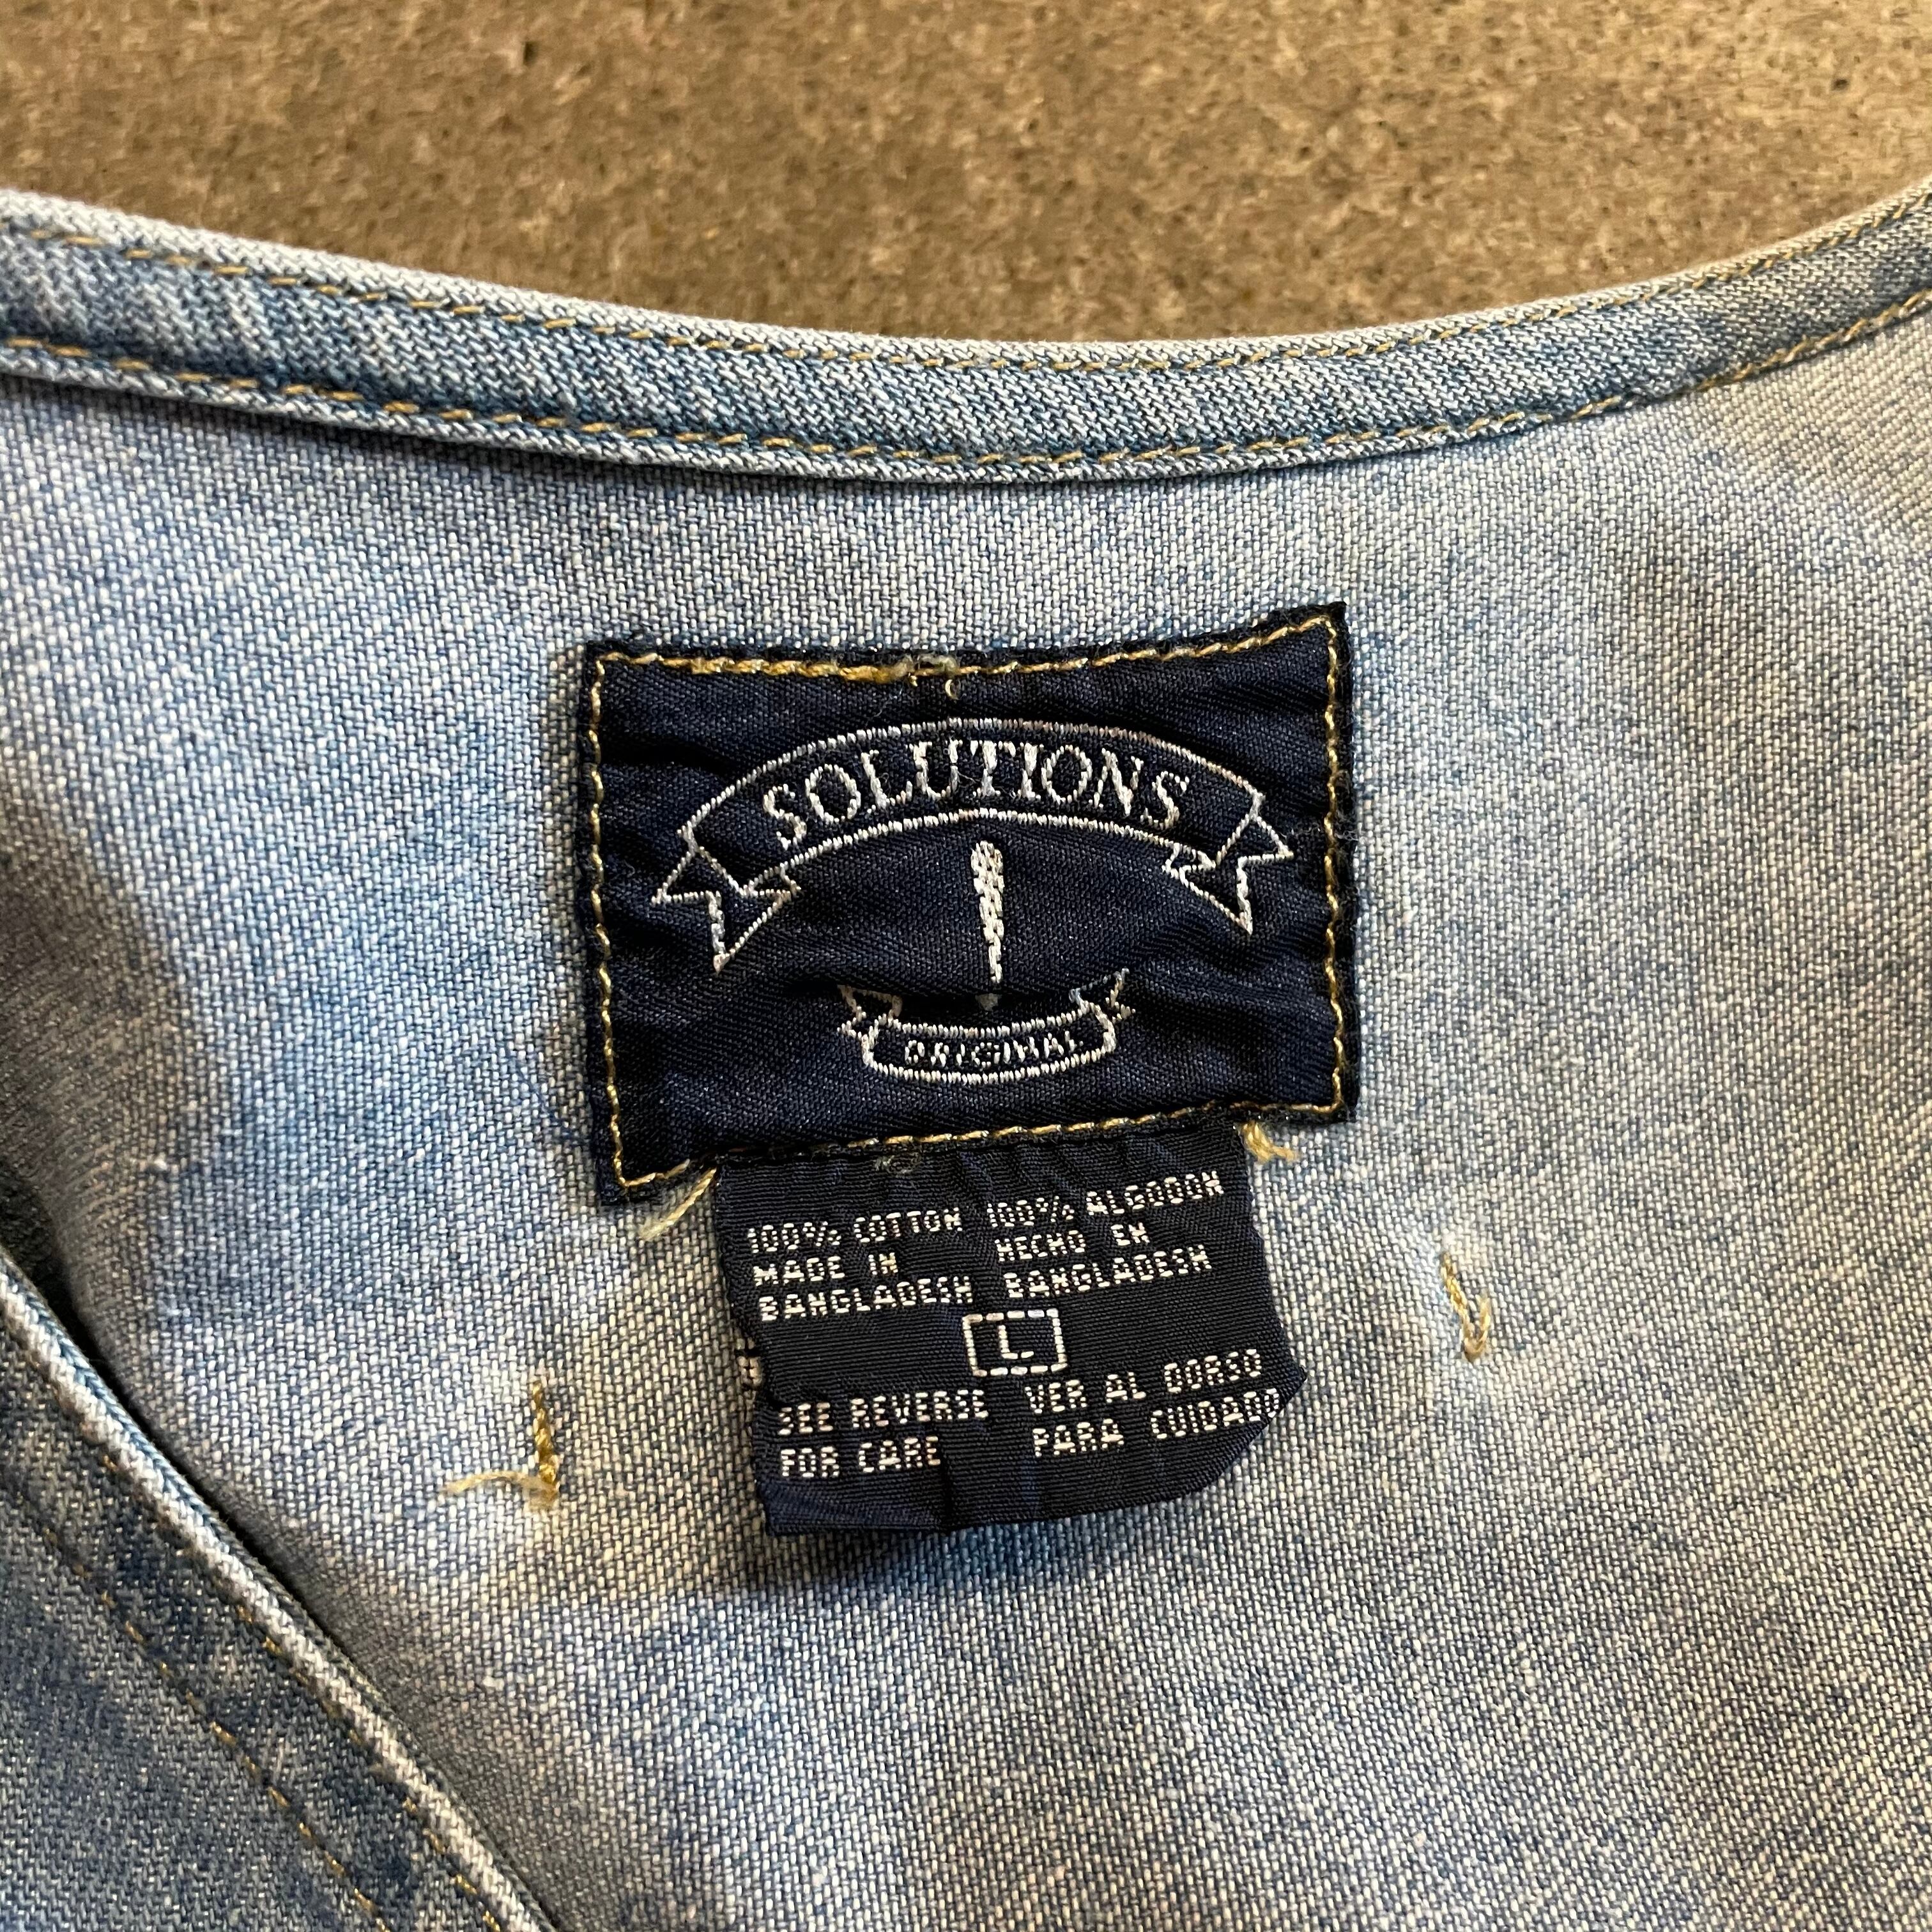 SOLUTIONS
ORIGINAL
100% COTTON 100% ALGODON
MADE IN HECHO EN
BANGLADESH BANGLADESH
L
SEE REVERSE VER AL DORSO
FOR CARE PARA CUIDADO